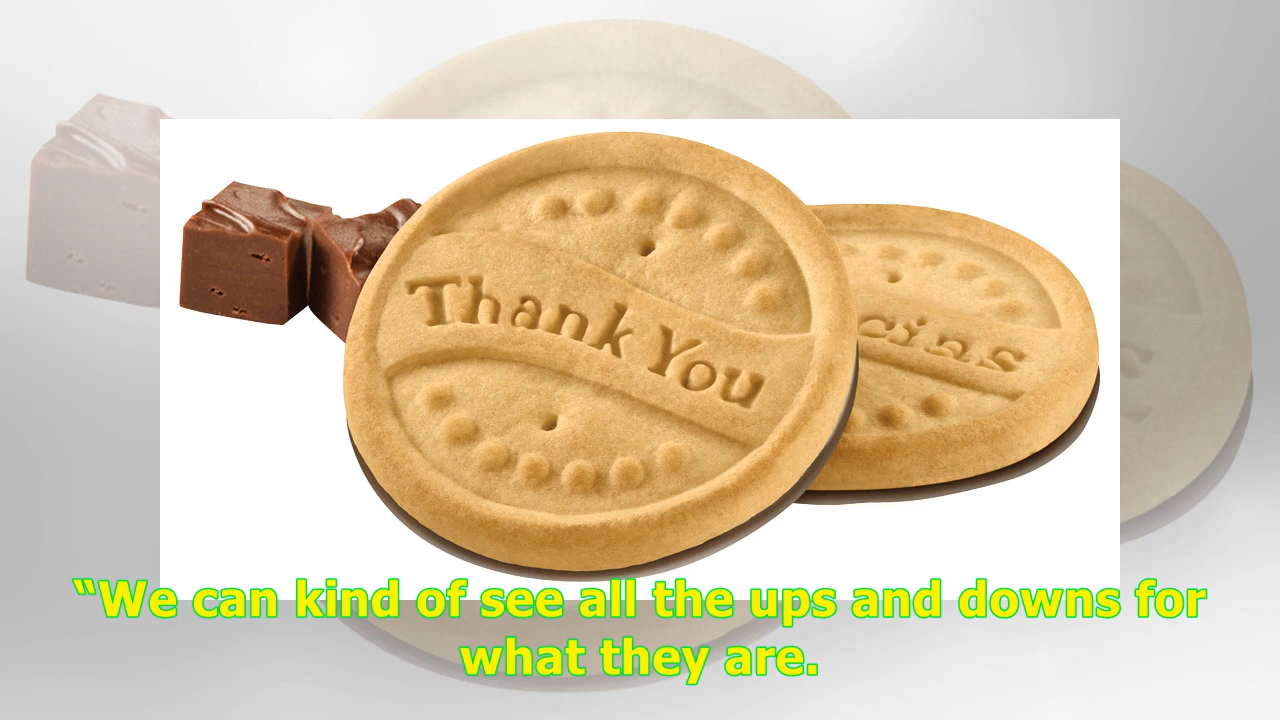 Thank You
“We can kind of see all the ups and downs for
what they are.